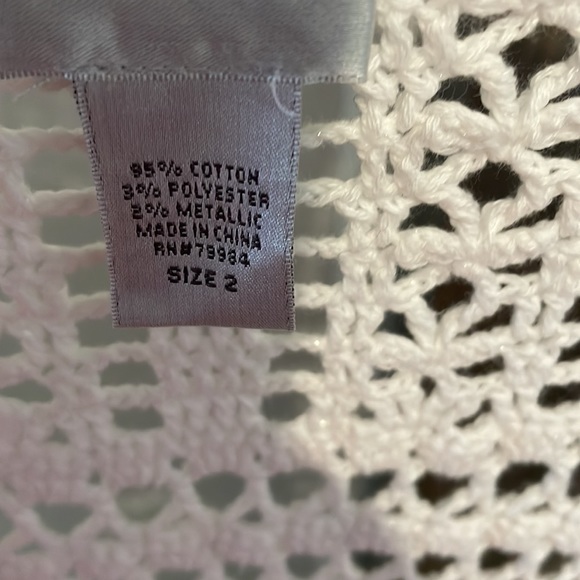 95% COTTON
3% POLYESTER
2% METALLIC
MADE IN CHINA
RN#79984
SIZE 2